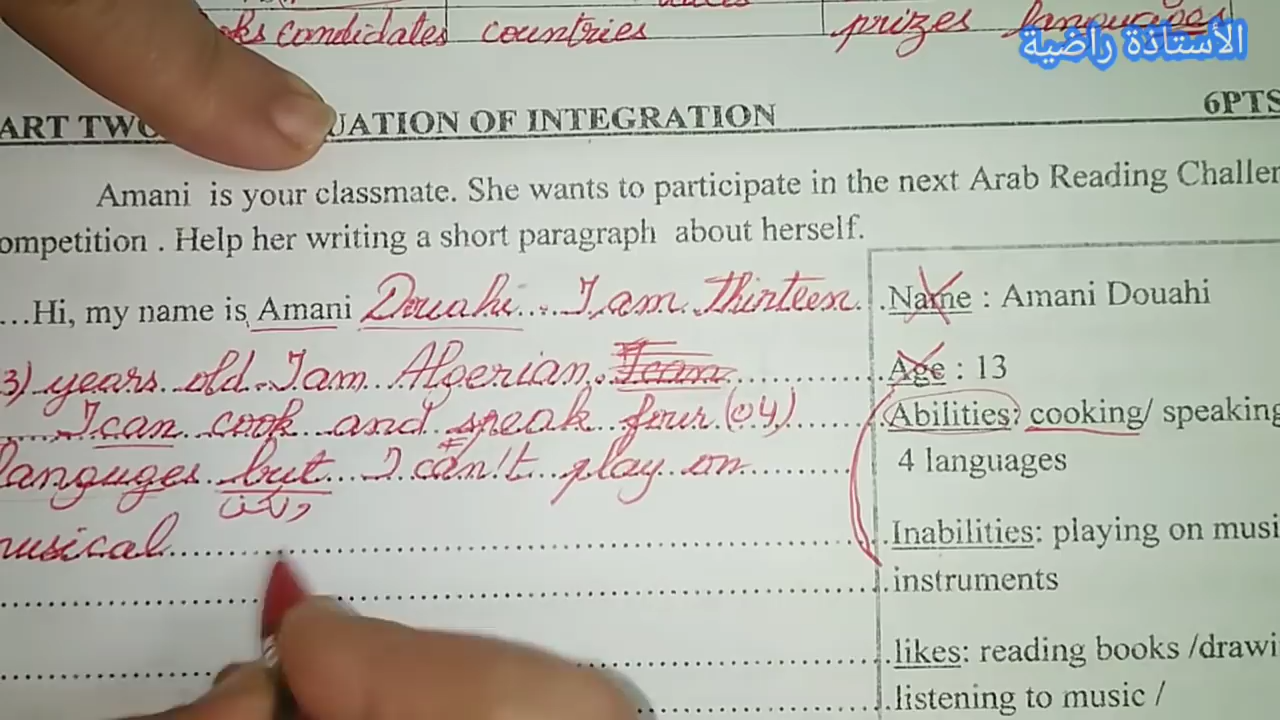 ks candidates countries prizes languages
الأستاذة راضية
ART TWO UATION OF INTEGRATION 6PTS
Amani is your classmate. She wants to participate in the next Arab Reading Challen
ompetition . Help her writing a short paragraph about herself.
...Hi, my name is Amani Douahi... I am Thirteen
3) years old. I am Algerian.
I can cook and speak four (04)
languges but I can't play on
ولكن
musical
Name : Amani Douahi
Age : 13
Abilities: cooking/ speaking
4 languages
Inabilities: playing on musi
instruments
likes: reading books /drawi
listening to music /